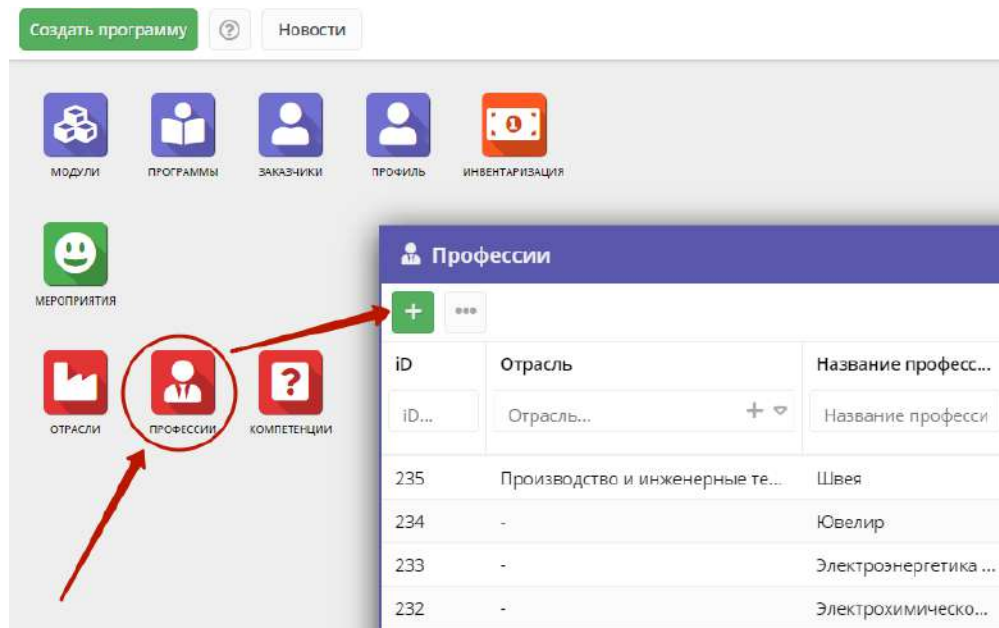 Создать программу ? Новости
МОДУЛИ ПРОГРАММЫ ЗАКАЗЧИКИ ПРОФИЛЬ ИНВЕНТАРИЗАЦИЯ
МЕРОПРИЯТИЯ
ОТРАСЛИ ПРОФЕССИИ КОМПЕТЕНЦИИ
Профессии
iD Отрасль Название професс...
iD... Отрасль... Название професси
235 Производство и инженерные те... Швея
234 - Ювелир
233 - Электроэнергетика ...
232 - Электрохимическо...